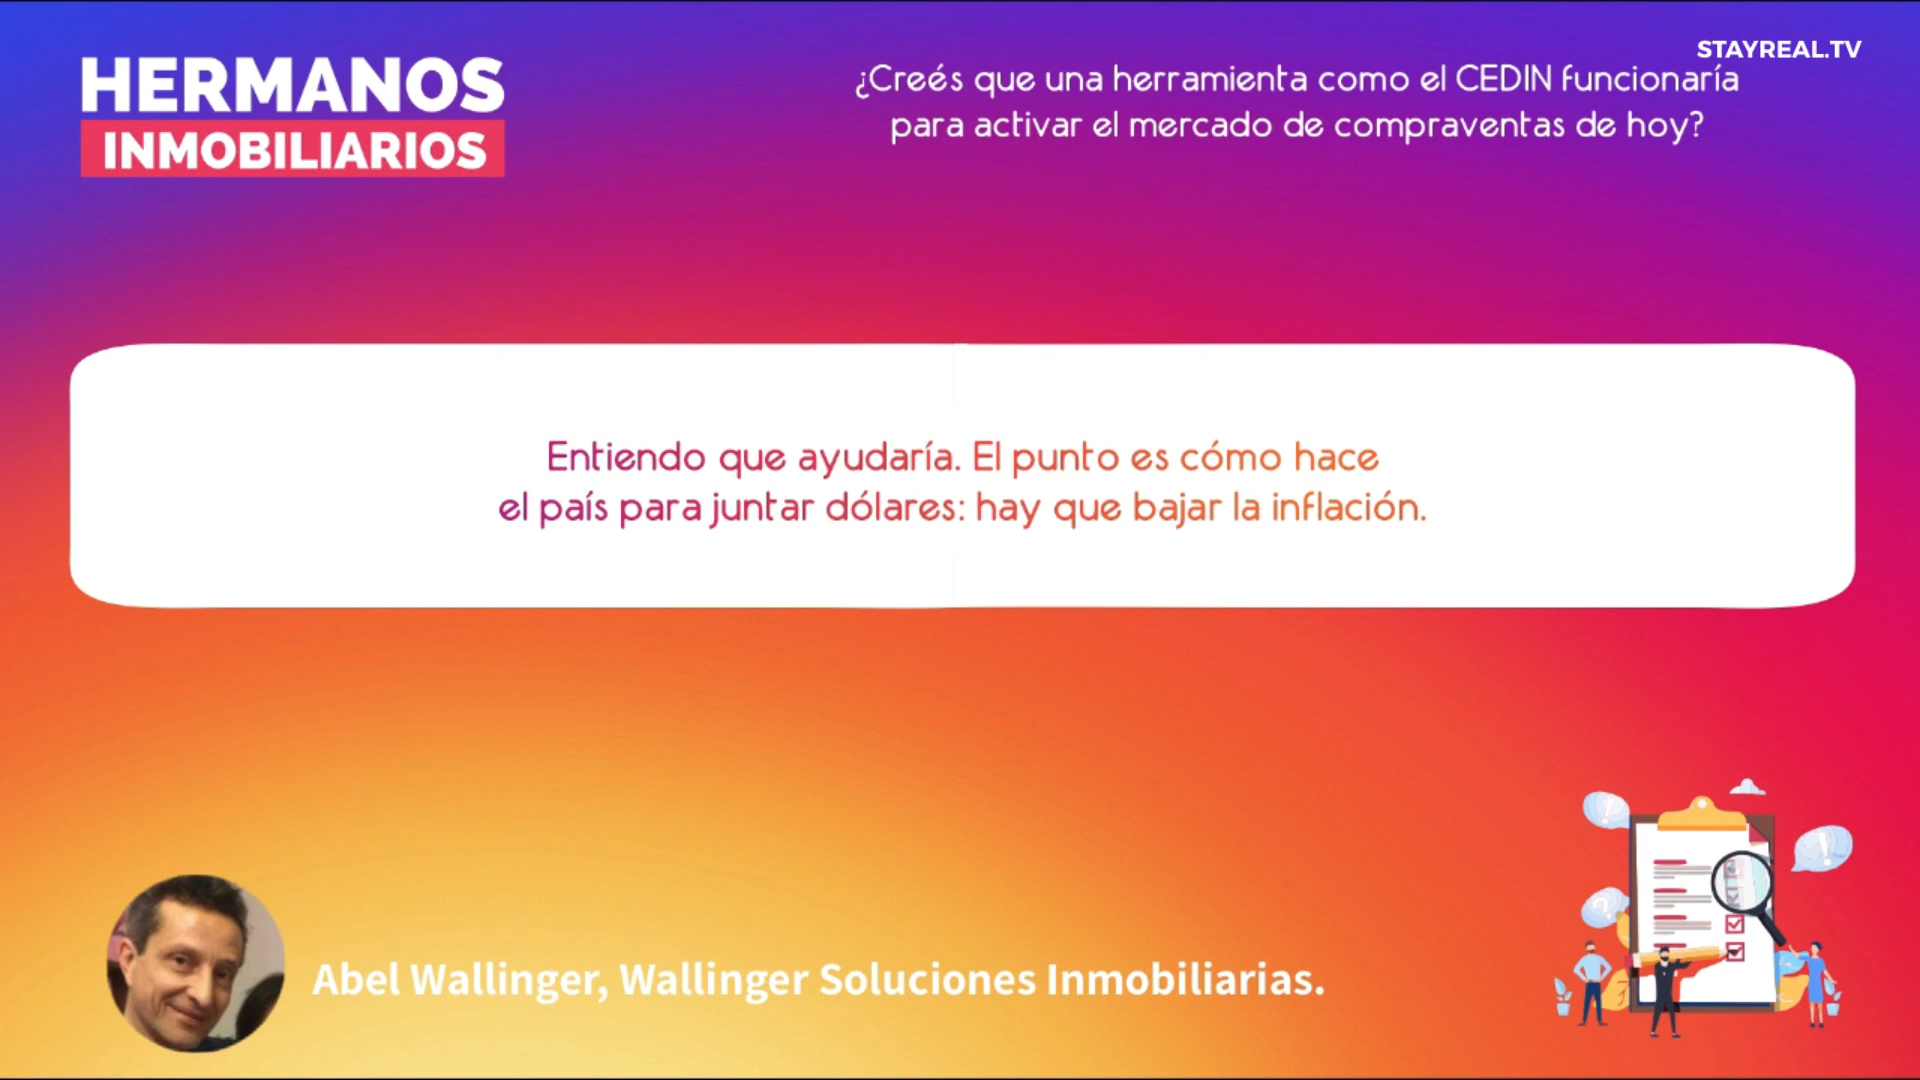 HERMANOS
INMOBILIARIOS
STAYREAL.TV
¿Creés que una herramienta como el CEDIN funcionaría
para activar el mercado de compraventas de hoy?
Entiendo que ayudaría. El punto es cómo hace
el país para juntar dólares: hay que bajar la inflación.
Abel Wallinger, Wallinger Soluciones Inmobiliarias.